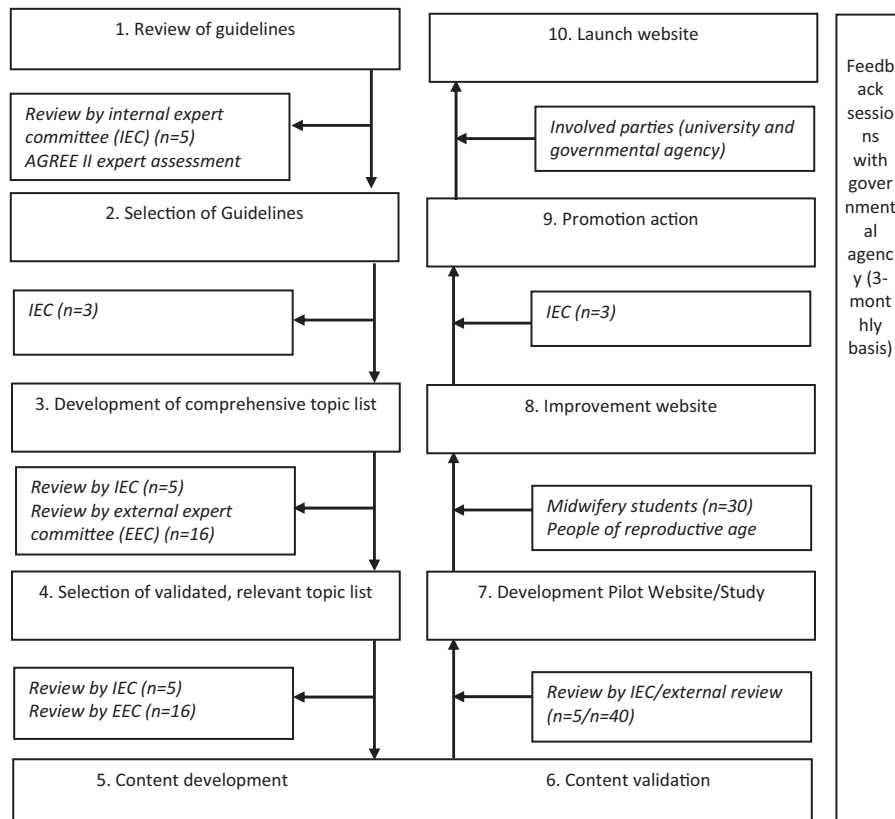 1. Review of guidelines
Review by internal expert
committee (IEC) (n=5)
AGREE II expert assessment
2. Selection of Guidelines
IEC (n=3)
3. Development of comprehensive topic list
Review by IEC (n=5)
Review by external expert
committee (EEC) (n=16)
4. Selection of validated, relevant topic list
Review by IEC (n=5)
Review by EEC (n=16)
5. Content development
6. Content validation
Review by IEC/external review
(n=5/n=40)
7. Development Pilot Website/Study
Midwifery students (n=30)
People of reproductive age
8. Improvement website
IEC (n=3)
9. Promotion action
Involved parties (university and
governmental agency)
10. Launch website
Feedb
ack
sessio
ns
with
gover
nment
al
agenc
y (3-
mont
hly
basis)